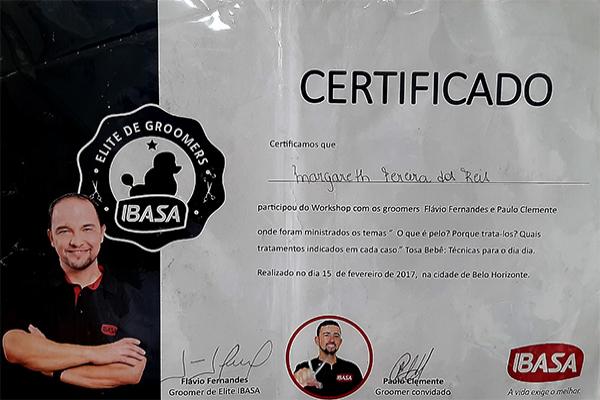 CERTIFICADO
Certificamos que
Margareth Pereira dos Reis
ELITE DE GROOMERS
IBASA
participou do Workshop com os groomers Flávio Fernandes e Paulo Clemente
onde foram ministrados os temas " O que é pelo? Porque trata-los? Quais
tratamentos indicados em cada caso." Tosa Bebê: Técnicas para o dia dia.
Realizado no dia 15 de fevereiro de 2017, na cidade de Belo Horizonte.
Flávio Fernandes
Groomer de Elite IBASA
IBASA
Paulo Clemente
Groomer convidado
IBASA
A vida exige o melhor.